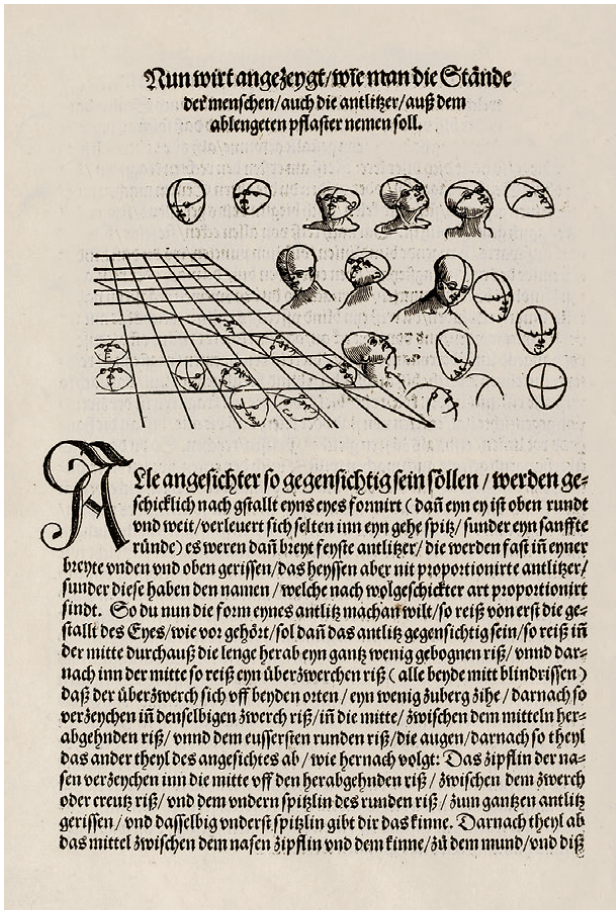 Nun wirt angezeygt/wie man die Stände
der menschen/auch die antlitzer/auß dem
ablengeten pflaster nemen soll.
ALle angesichter so gegensichtig sein söllen/werden ge-
schicklich nach gstallt eyns eyes formirt (dañ eyn ey ist oben rundt
vnd weit/verleuert sich selten inn eyn gehe spitz/sunder eyn sanffte
ründe) es weren dañ breyt feyste antlitzer/die werden fast iñ eyner
breyte vnden vnd oben gerissen/das heyssen aber nit proportionirte antlitzer/
sunder diese haben den namen/welche nach wolgeschickter art proportionirt
sindt. So du nun die form eynes antlitz machan wilt/so reiß von erst die ge-
stallt des Eyes/wie vor gehört/sol dañ das antlitz gegensichtig sein/so reiß iñ
der mitte durchauß die lenge herab eyn gantz wenig gebognen riß/vnnd dar-
nach inn der mitte so reiß eyn überzwerchen riß (alle beyde mitt blindrissen)
daß der überzwerch sich vff beyden orten/eyn wenig zuberg zihe/darnach so
verzeychen iñ denselbigen zwerch riß/iñ die mitte/zwischen dem mitteln her-
abgehnden riß/vnnd dem eussersten runden riß/die augen/darnach so theyl
das ander theyl des angesichtes ab/wie hernach volgt: Das zipflin der na-
sen verzeychen inn die mitte vff den herabgehnden riß/zwischen dem zwerch
oder creutz riß/vnd dem vndern spitzlin des runden riß/zum gantzen antlitz
gerissen/vnd dasselbig vnderst spitzlin gibt dir das kinne. Darnach theyl ab
das mittel zwischen dem nasen zipflin vnd dem kinne/zů dem mund/vnd diß